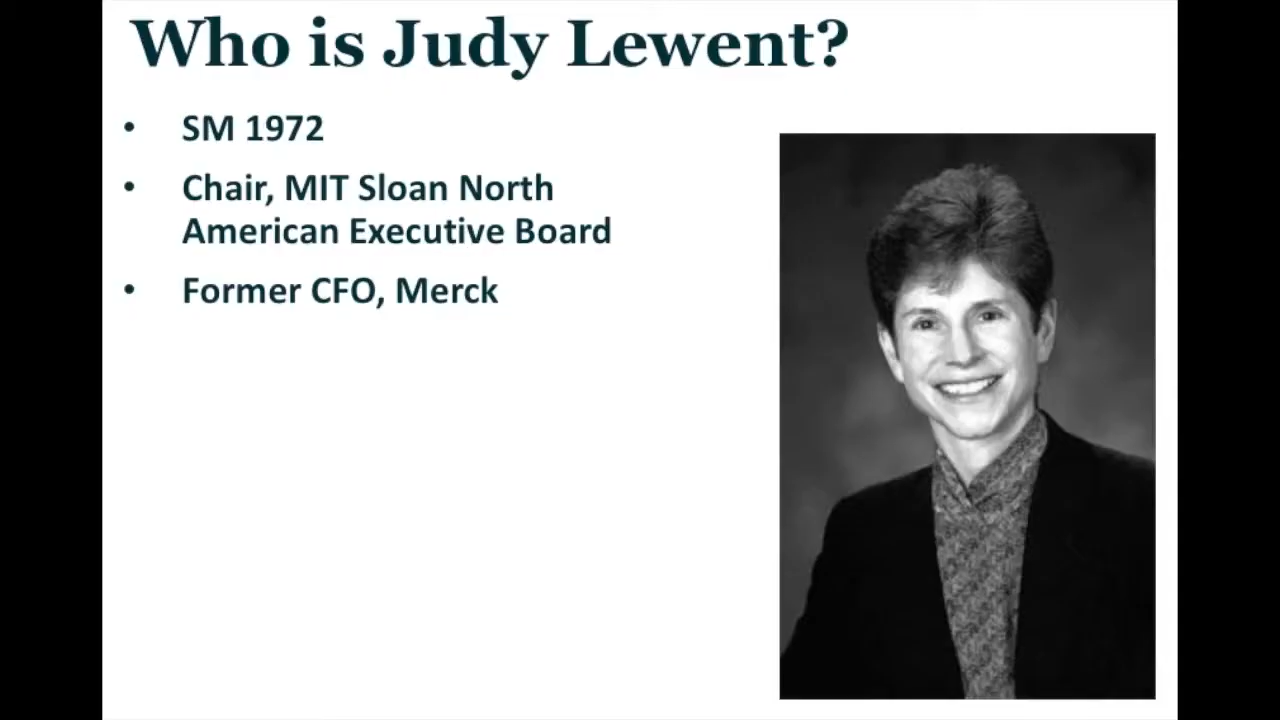 Who is Judy Lewent?
• SM 1972
• Chair, MIT Sloan North
American Executive Board
• Former CFO, Merck